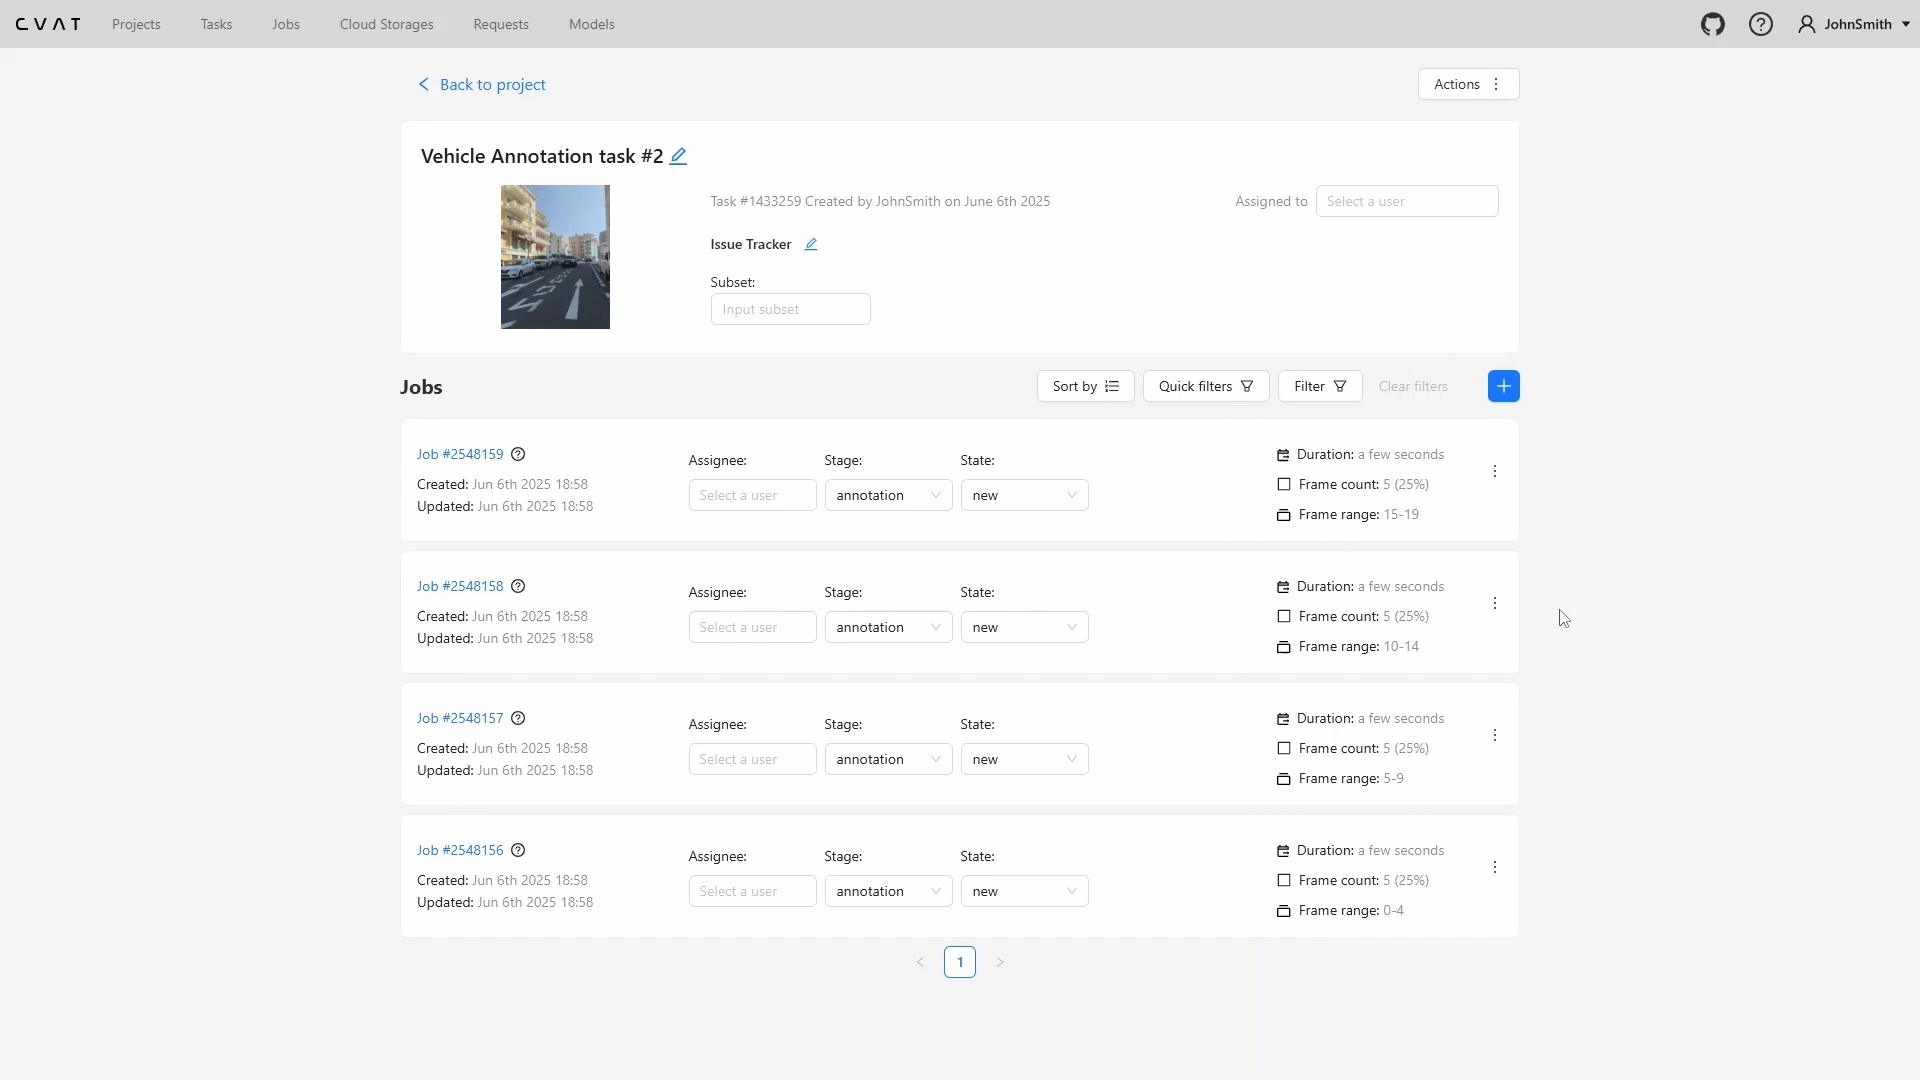 CVAT Projects Tasks Jobs Cloud Storages Requests Models JohnSmith
Back to project Actions
Vehicle Annotation task #2
Task #1433259 Created by JohnSmith on June 6th 2025 Assigned to Select a user
Issue Tracker
Subset:
Input subset
Jobs Sort by Quick filters Filter Clear filters
Job #2548159
Created: Jun 6th 2025 18:58
Updated: Jun 6th 2025 18:58
Assignee: Stage: State:
Select a user annotation new
Duration: a few seconds
Frame count: 5 (25%)
Frame range: 15-19
Job #2548158
Created: Jun 6th 2025 18:58
Updated: Jun 6th 2025 18:58
Assignee: Stage: State:
Select a user annotation new
Duration: a few seconds
Frame count: 5 (25%)
Frame range: 10-14
Job #2548157
Created: Jun 6th 2025 18:58
Updated: Jun 6th 2025 18:58
Assignee: Stage: State:
Select a user annotation new
Duration: a few seconds
Frame count: 5 (25%)
Frame range: 5-9
Job #2548156
Created: Jun 6th 2025 18:58
Updated: Jun 6th 2025 18:58
Assignee: Stage: State:
Select a user annotation new
Duration: a few seconds
Frame count: 5 (25%)
Frame range: 0-4
1